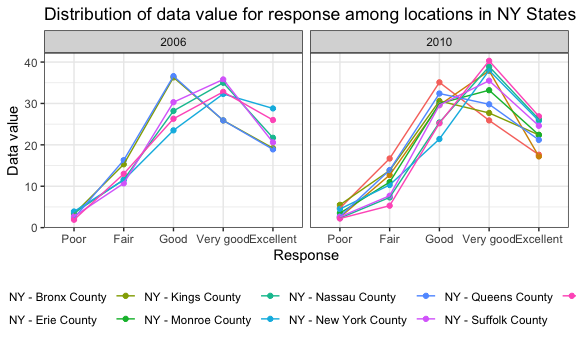 Distribution of data value for response among locations in NY States
2006
2010
Data value
40
30
20
10
0
Poor Fair Good Very good Excellent
Poor Fair Good Very good Excellent
Response
NY - Bronx County NY - Kings County NY - Nassau County NY - Queens County
NY - Erie County NY - Monroe County NY - New York County NY - Suffolk County